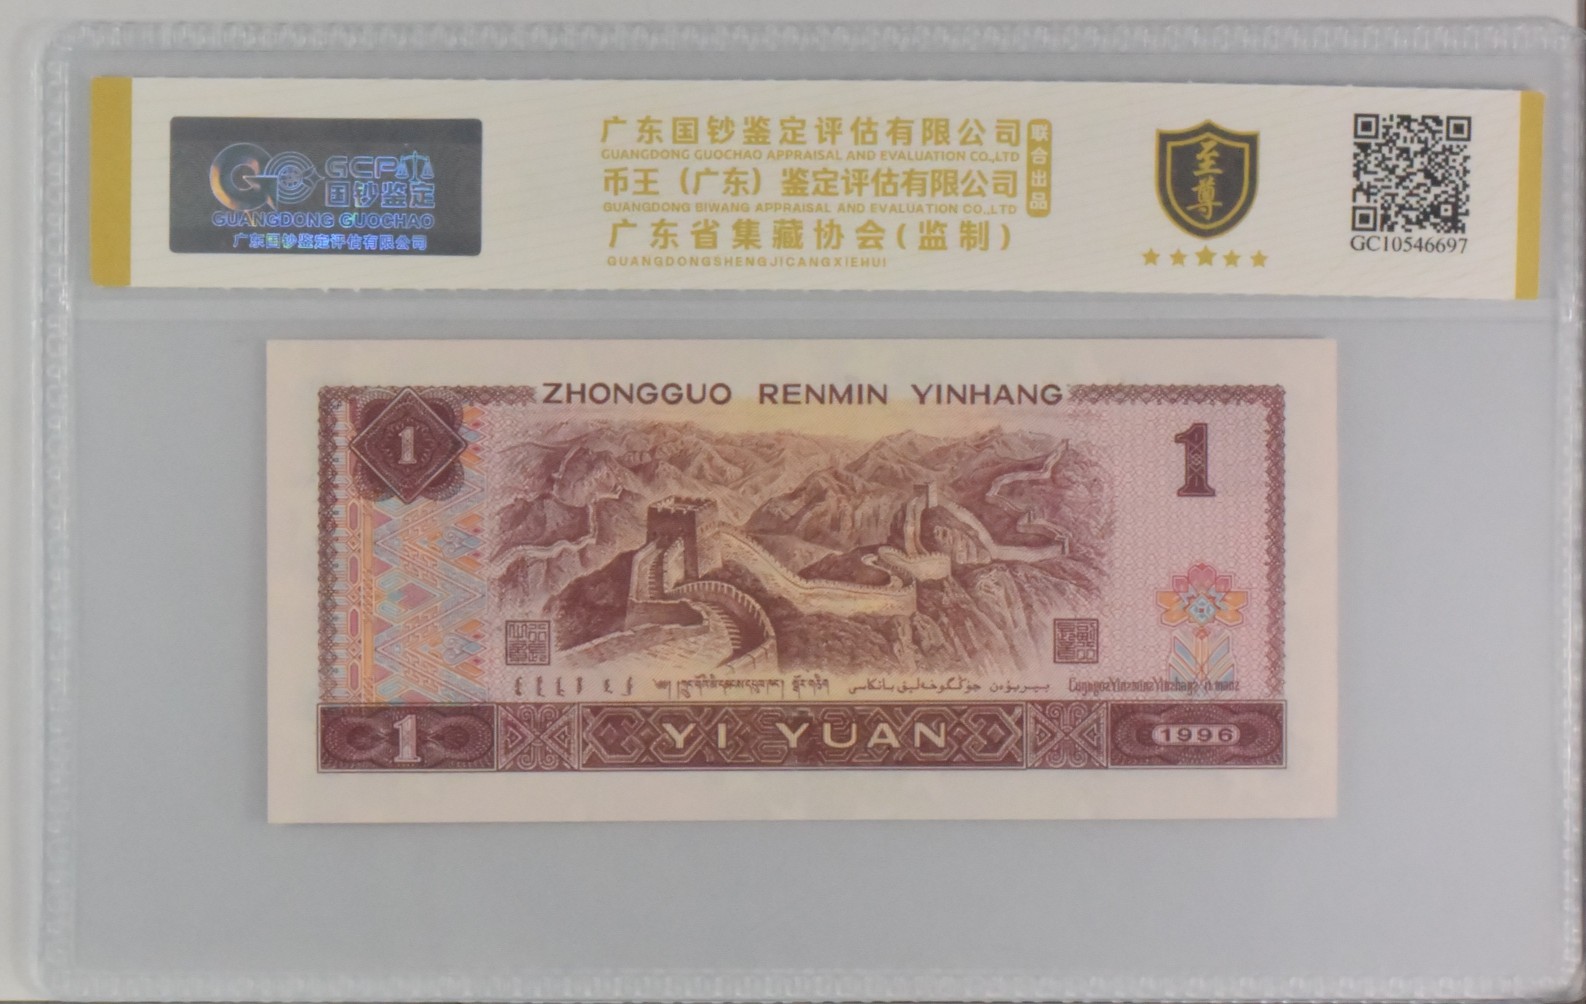 GCP
国钞鉴定
GUANGDONG GUOCHAO
广东国钞鉴定评估有限公司
广东国钞鉴定评估有限公司
GUANGDONG GUOCHAO APPRAISAL AND EVALUATION CO.,LTD
币王（广东）鉴定评估有限公司
GUANGDONG BIWANG APPRAISAL AND EVALUATION CO.,LTD
广东省集藏协会(监制)
GUANGDONGSHENGJICANGXIEHUI
联合出品
至尊
GC10546697
ZHONGGUO RENMIN YINHANG
1
1
1
YI YUAN
1996